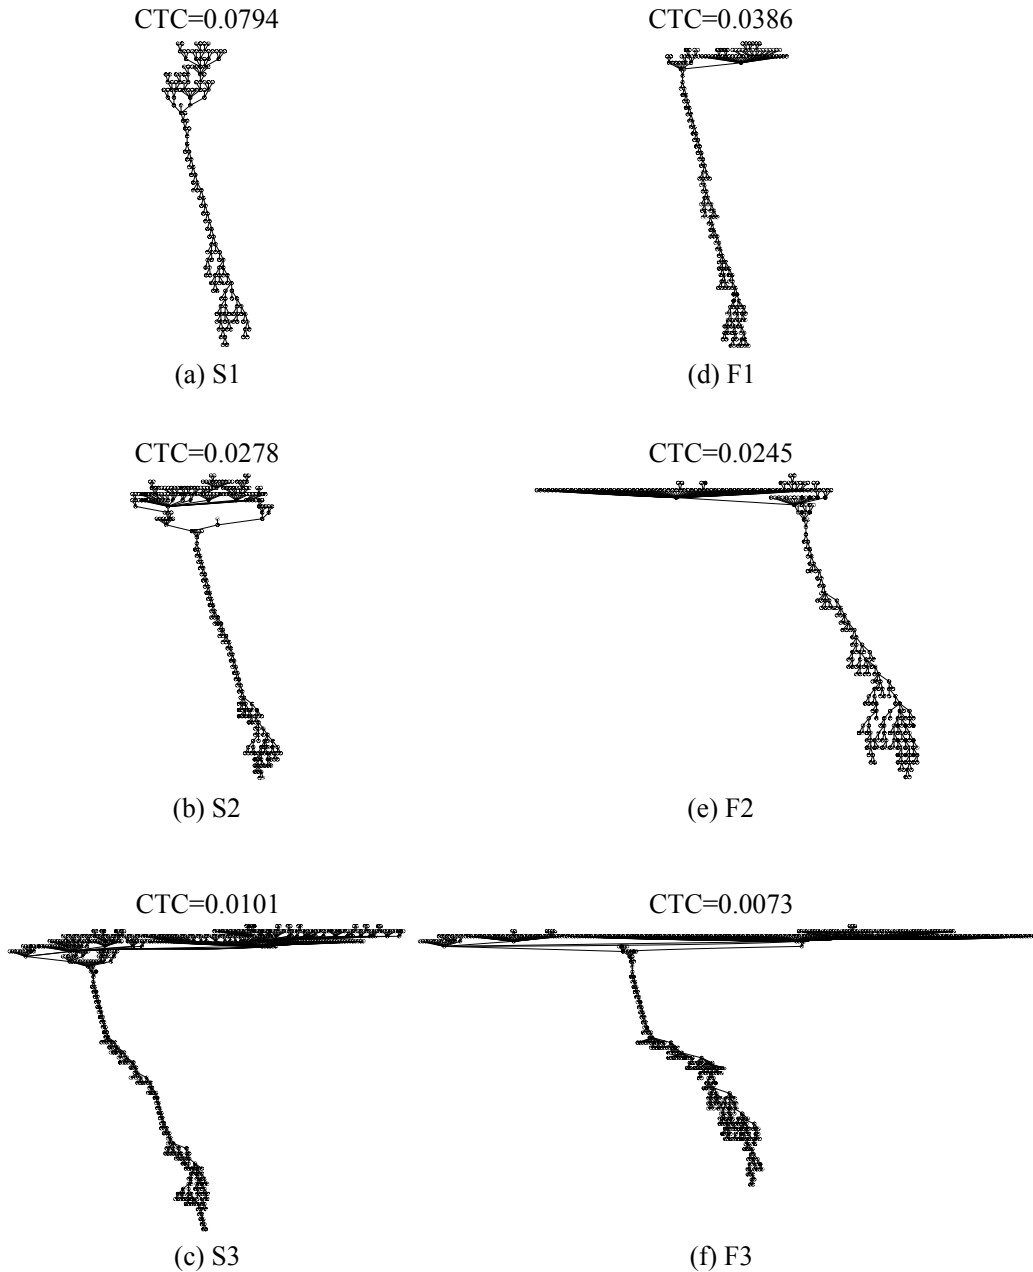 CTC=0.0794
CTC=0.0386
(a) S1
(d) F1
CTC=0.0278
CTC=0.0245
(b) S2
(e) F2
CTC=0.0101
CTC=0.0073
(c) S3
(f) F3